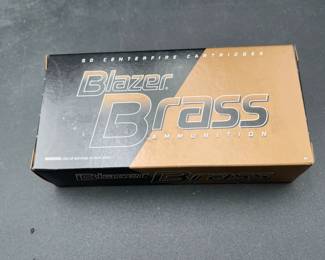 50 CENTERFIRE CARTRIDGES
Blazer
Brass
AMMUNITION
Blazer Brass